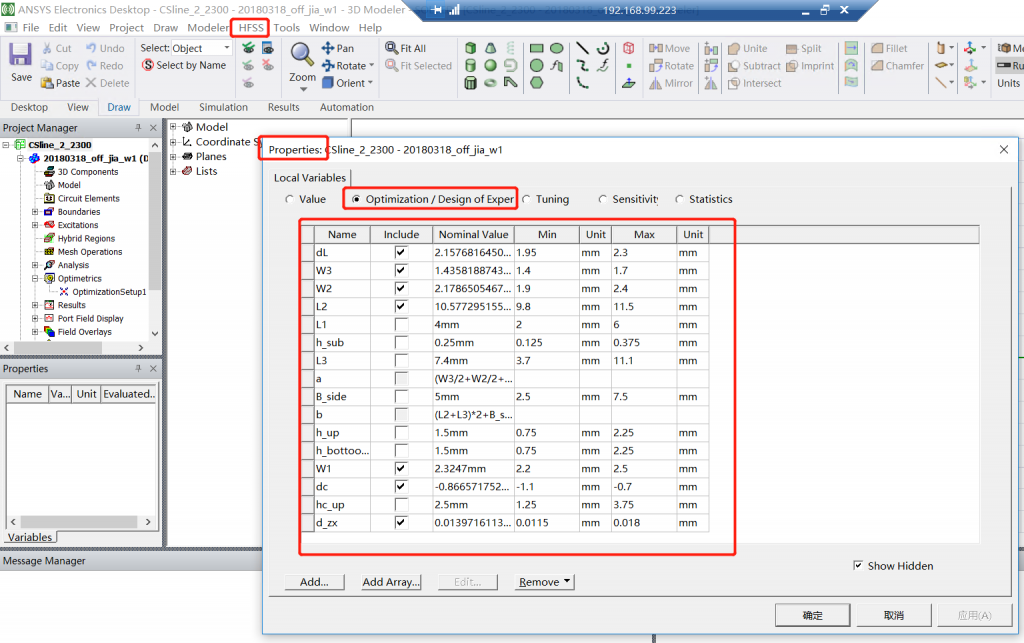 ANSYS Electronics Desktop - CSline_2_2300 - 20180318_off_jia_w1 - 3D Modeler -
192.168.99.223
File Edit View Project Draw Modeler HFSS Tools Window Help
Save Cut Copy Paste Undo Redo Delete
Select: Object
Select by Name
Zoom Pan Rotate Orient
Fit All Fit Selected
Move Rotate Mirror
Unite Subtract Intersect
Split Imprint
Fillet Chamfer
Mo
Ru
Units
Desktop View Draw Model Simulation Results Automation
Project Manager
CSline_2_2300
20180318_off_jia_w1 (D
3D Components
Model
Circuit Elements
Boundaries
Excitations
Hybrid Regions
Mesh Operations
Analysis
Optimetrics
OptimizationSetup1
Results
Port Field Display
Field Overlays
Model
Coordinate S
Planes
Lists
Properties
Name Va... Unit Evaluated..
Variables
Message Manager
Properties: CSline_2_2300 - 20180318_off_jia_w1
Local Variables
Value Optimization / Design of Exper Tuning Sensitivity Statistics
Name Include Nominal Value Min Unit Max Unit
dL 2.1576816450... 1.95 mm 2.3 mm
W3 1.4358188743... 1.4 mm 1.7 mm
W2 2.1786505467... 1.9 mm 2.4 mm
L2 10.577295155... 9.8 mm 11.5 mm
L1 4mm 2 mm 6 mm
h_sub 0.25mm 0.125 mm 0.375 mm
L3 7.4mm 3.7 mm 11.1 mm
a (W3/2+W2/2+...
B_side 5mm 2.5 mm 7.5 mm
b (L2+L3)*2+B_s...
h_up 1.5mm 0.75 mm 2.25 mm
h_bottoo... 1.5mm 0.75 mm 2.25 mm
W1 2.3247mm 2.2 mm 2.5 mm
dc -0.866571752... -1.1 mm -0.7 mm
hc_up 2.5mm 1.25 mm 3.75 mm
d_zx 0.0139716113... 0.0115 mm 0.018 mm
Show Hidden
Add... Add Array... Edit... Remove
确定 取消 应用(A)